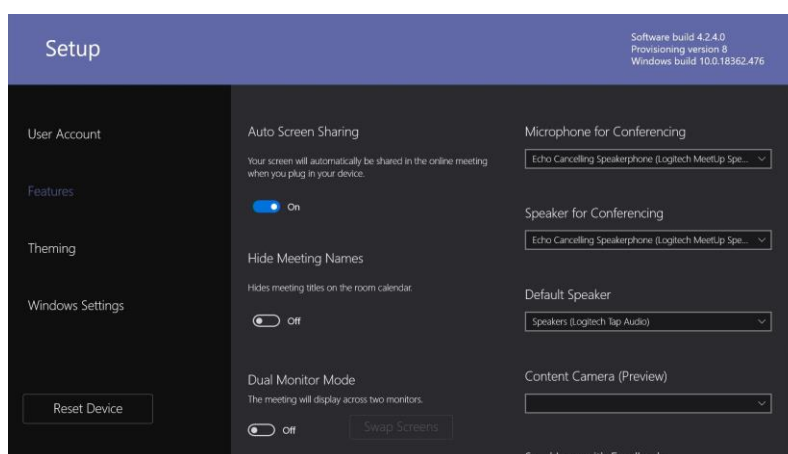 Setup
Software build 4.2.4.0
Provisioning version 8
Windows build 10.0.18362.476
User Account
Features
Theming
Windows Settings
Reset Device
Auto Screen Sharing
Your screen will automatically be shared in the online meeting
when you plug in your device.
On
Hide Meeting Names
Hides meeting titles on the room calendar.
Off
Dual Monitor Mode
The meeting will display across two monitors.
Off
Swap Screens
Microphone for Conferencing
Echo Cancelling Speakerphone (Logitech MeetUp Spe...
Speaker for Conferencing
Echo Cancelling Speakerphone (Logitech MeetUp Spe...
Default Speaker
Speakers (Logitech Tap Audio)
Content Camera (Preview)